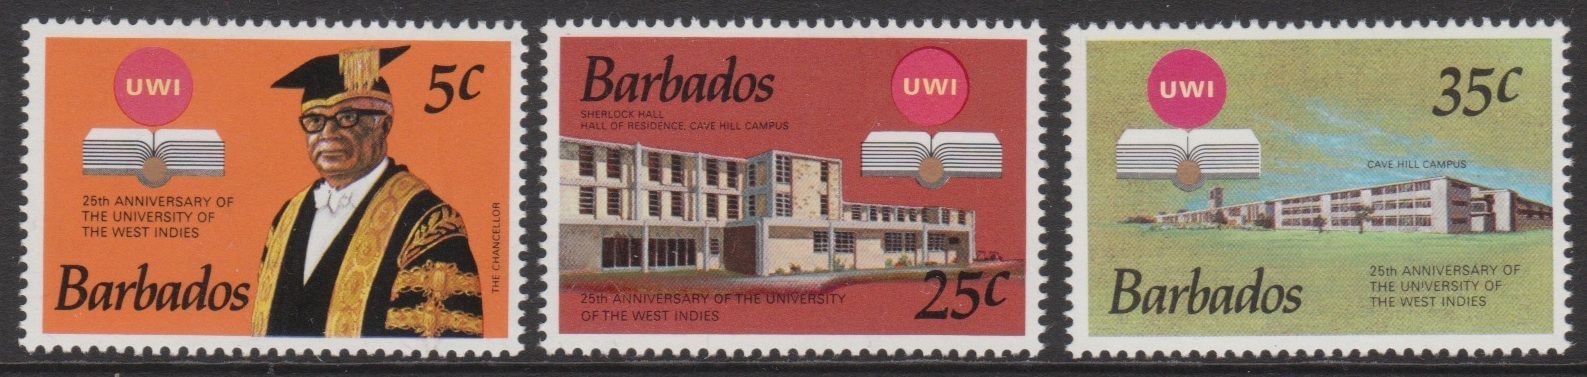 UWI
5c
25th ANNIVERSARY OF
THE UNIVERSITY OF
THE WEST INDIES
Barbados
THE CHANCELLOR
Barbados
UWI
SHERLOCK HALL
HALL OF RESIDENCE, CAVE HILL CAMPUS
25th ANNIVERSARY OF THE UNIVERSITY
OF THE WEST INDIES
25c
UWI
35c
CAVE HILL CAMPUS
25th ANNIVERSARY OF
THE UNIVERSITY OF
THE WEST INDIES
Barbados